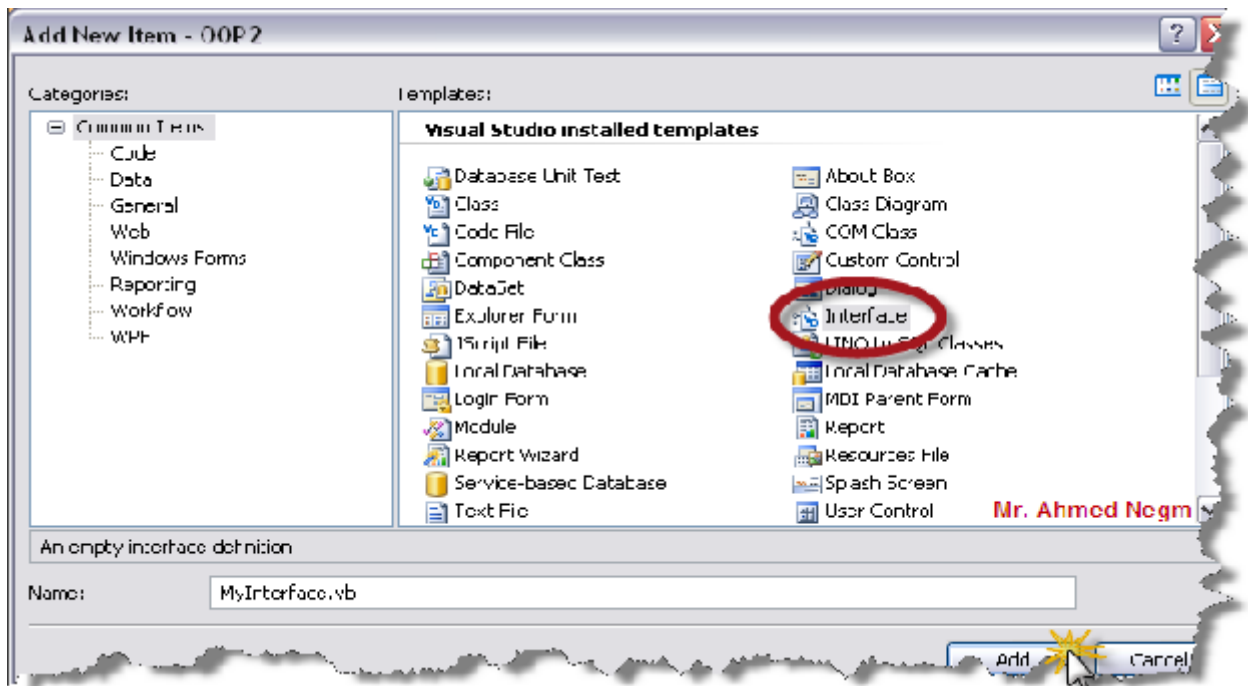 Add New Item - OOP2
Categories:
Templates:
Common Items
Code
Data
General
Web
Windows Forms
Reporting
Workflow
WPF
Visual Studio installed templates
Database Unit Test
Class
Code File
Component Class
DataSet
Explorer Form
JScript File
Local Database
Login Form
Module
Report Wizard
Service-based Database
Text File
About Box
Class Diagram
COM Class
Custom Control
Dialog
Interface
LINQ to SQL Classes
Local Database Cache
MDI Parent Form
Report
Resources File
Splash Screen
User Control
Mr. Ahmed Negm
An empty interface definition
Name:
MyInterface.vb
Add
Cancel